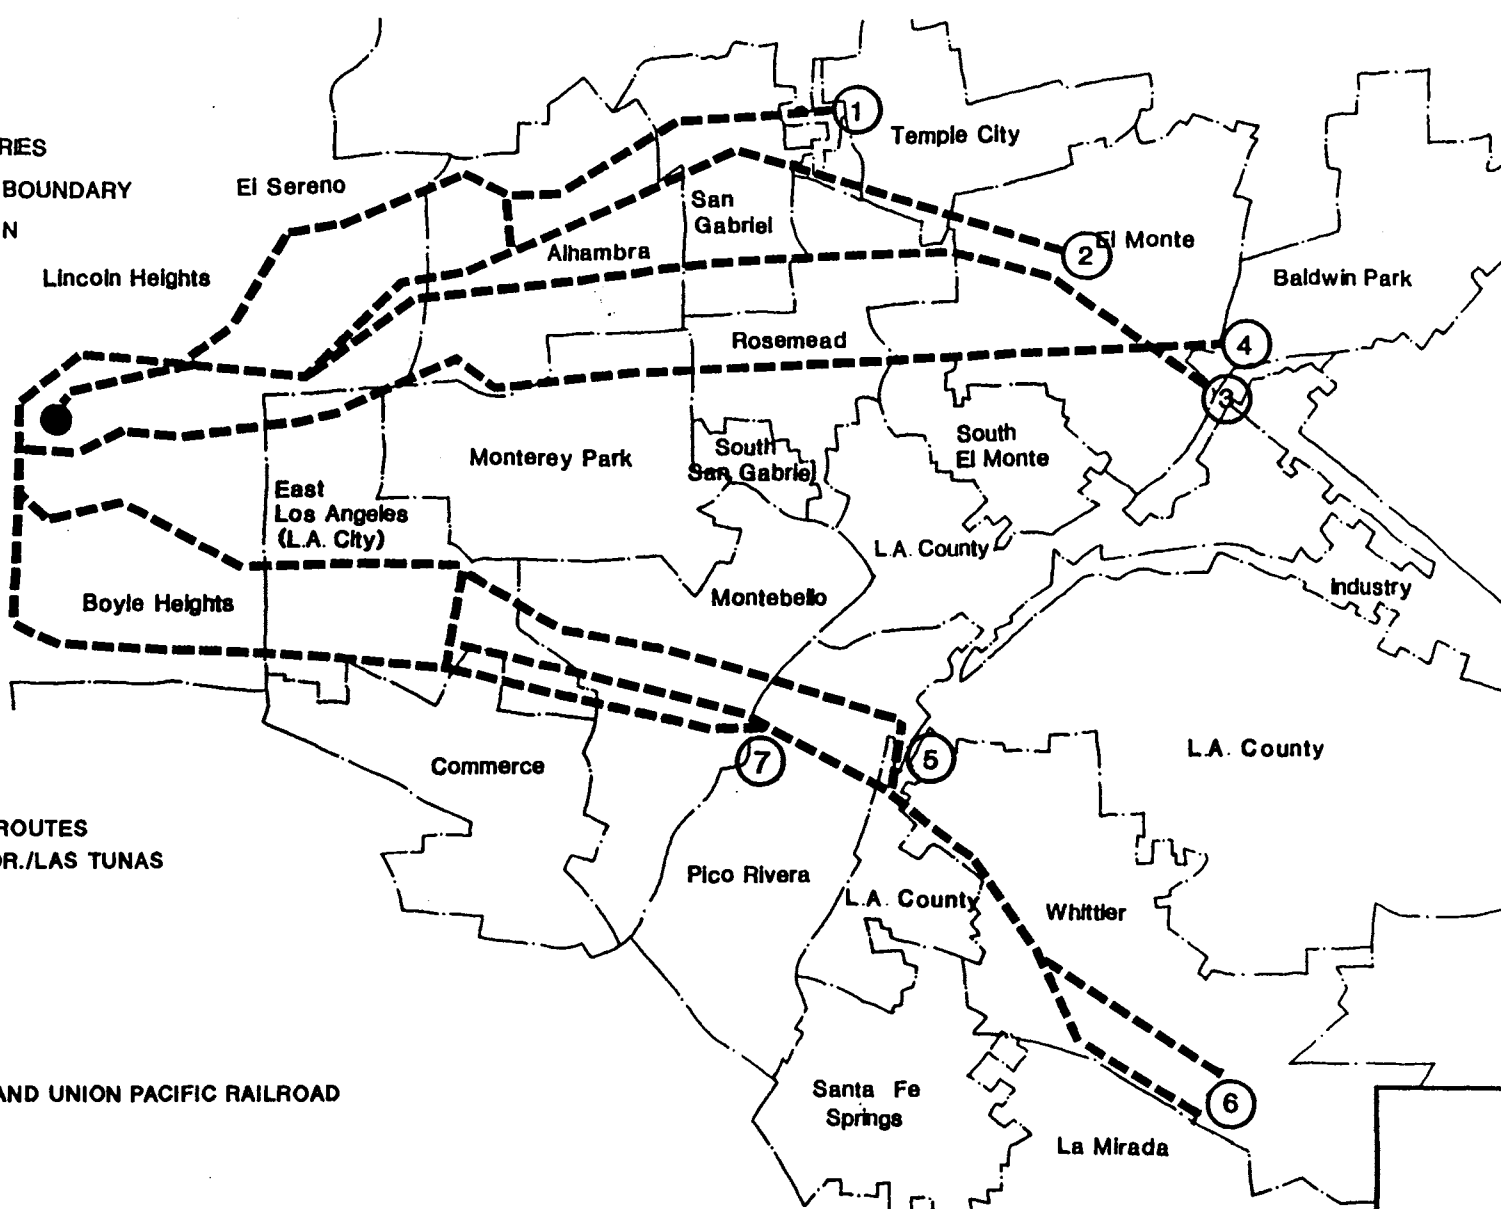 1
Temple City
RIES
BOUNDARY
El Sereno
N
San
Gabriel
El Monte
2
Alhambra
Lincoln Heights
Baldwin Park
Rosemead
4
3
South
El Monte
South
San Gabriel
Monterey Park
East
Los Angeles
(L.A. City)
L.A. County
Industry
Montebello
Boyle Heights
L.A. County
5
7
Commerce
ROUTES
DR./LAS TUNAS
Pico Rivera
L.A. County
Whittier
AND UNION PACIFIC RAILROAD
Santa Fe
Springs
6
La Mirada